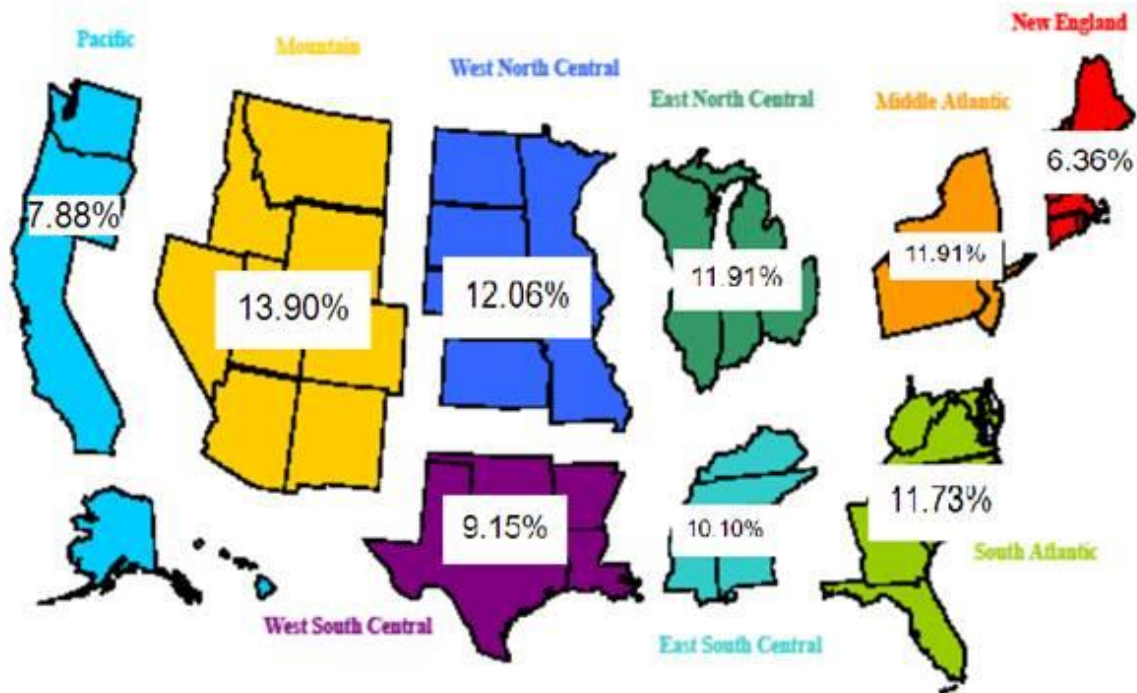 New England
Pacific
Mountain
West North Central
East North Central
Middle Atlantic
6.36%
7.88%
11.91%
11.91%
13.90%
12.06%
11.73%
9.15%
10.10%
South Atlantic
West South Central
East South Central